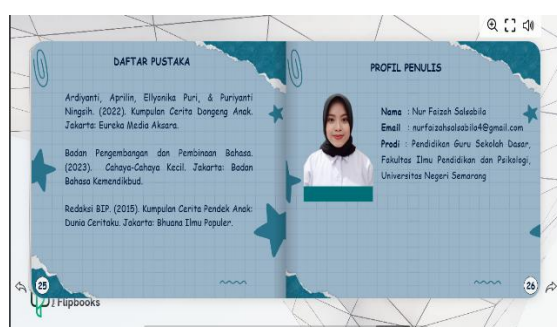 DAFTAR PUSTAKA
Ardiyanti, Aprilin, Ellyonika Puri, & Puriyanti
Ningsih. (2022). Kumpulan Cerita Dongeng Anak.
Jakarta: Eureka Media Aksara.
Badan Pengembangan dan Pembinaan Bahasa.
(2023). Cahaya-Cahaya Kecil. Jakarta: Badan
Bahasa Kemendikbud.
Redaksi BIP. (2015). Kumpulan Cerita Pendek Anak:
Dunia Ceritaku. Jakarta: Bhuana Ilmu Populer.
25
PROFIL PENULIS
Nama : Nur Faizah Salsabila
Email : nurfaizahsalsabila4@gmail.com
Prodi : Pendidikan Guru Sekolah Dasar,
Fakultas Ilmu Pendidikan dan Psikologi,
Universitas Negeri Semarang
26
Flipbooks